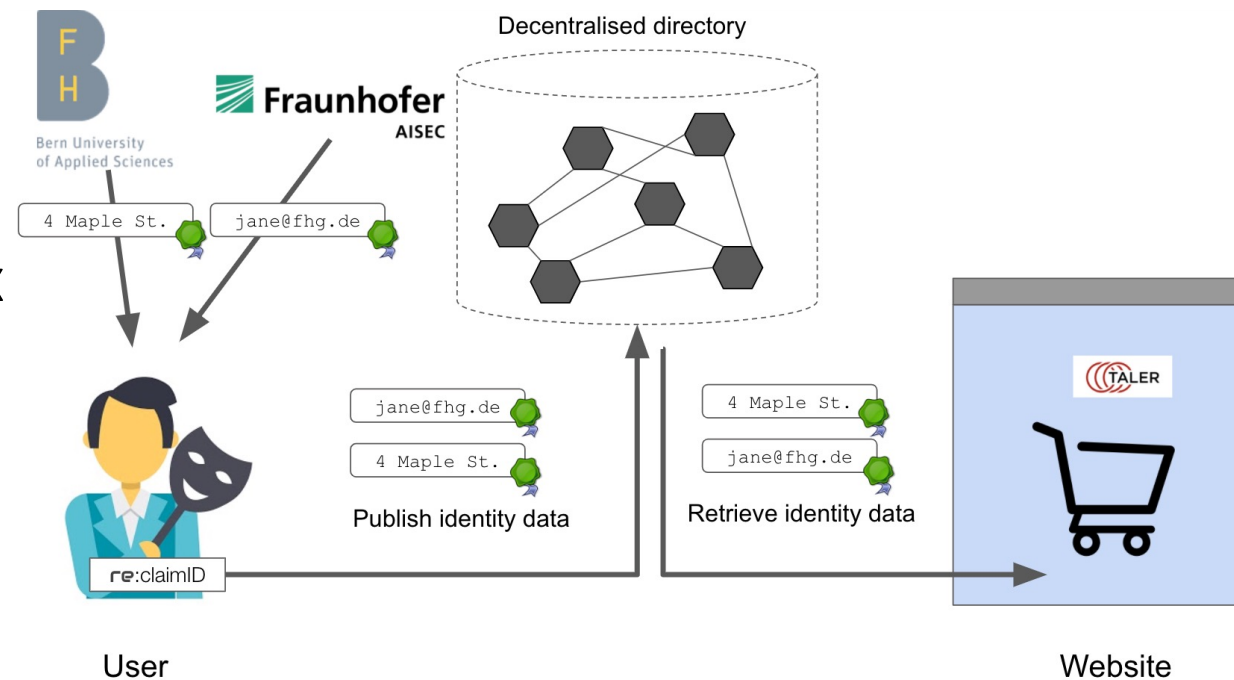 Decentralised directory
F
H
Bern University
of Applied Sciences
Fraunhofer
AISEC
4 Maple St.
jane@fhg.de
jane@fhg.de
4 Maple St.
Publish identity data
4 Maple St.
jane@fhg.de
Retrieve identity data
TALER
re:claimID
User
Website